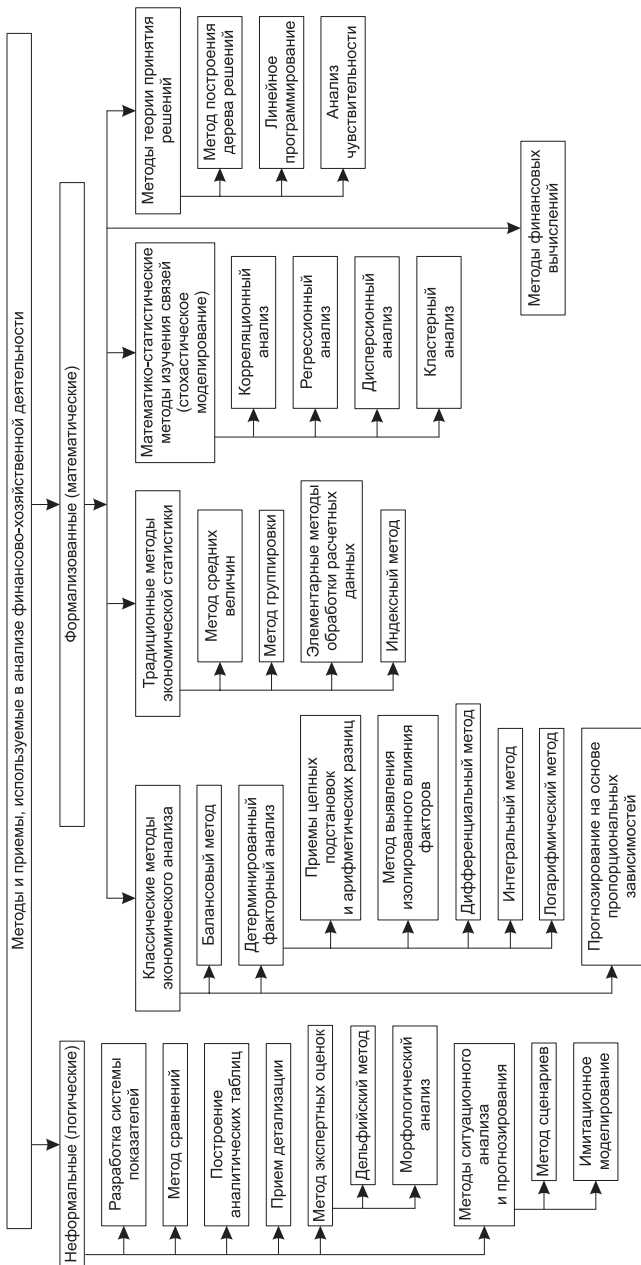 Методы и приемы, используемые в анализе финансово-хозяйственной деятельности
Неформальные (логические)
Разработка системы
показателей
Метод сравнений
Построение
аналитических таблиц
Прием детализации
Метод экспертных оценок
Дельфийский метод
Морфологический
анализ
Методы ситуационного
анализа
и прогнозирования
Метод сценариев
Имитационное
моделирование
Формализованные (математические)
Классические методы
экономического анализа
Балансовый метод
Детерминированный
факторный анализ
Приемы цепных
подстановок
и арифметических разниц
Метод выявления
изолированного влияния
факторов
Дифференциальный метод
Интегральный метод
Логарифмический метод
Прогнозирование на основе
пропорциональных
зависимостей
Традиционные методы
экономической статистики
Метод средних
величин
Метод группировки
Элементарные методы
обработки расчетных
данных
Индексный метод
Математико-статистические
методы изучения связей
(стохастическое
моделирование)
Корреляционный
анализ
Регрессионный
анализ
Дисперсионный
анализ
Кластерный
анализ
Методы теории принятия
решений
Метод построения
дерева решений
Линейное
программирование
Анализ
чувствительности
Методы финансовых
вычислений